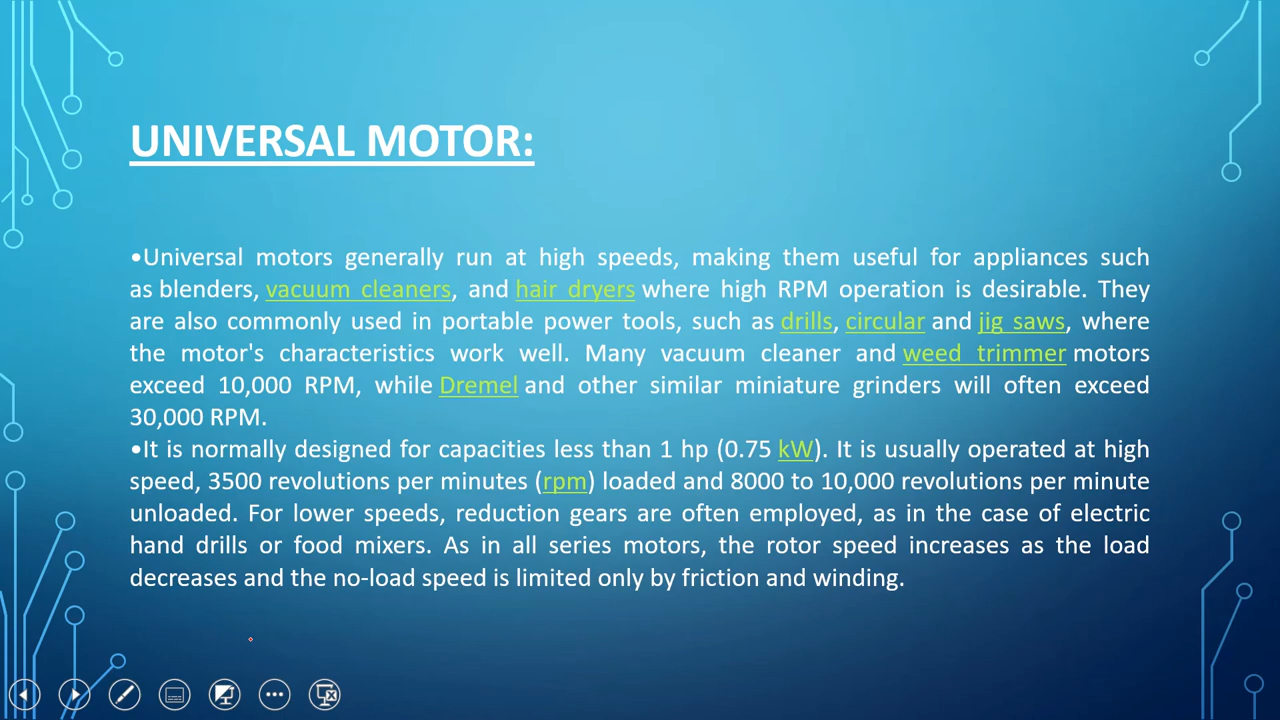 UNIVERSAL MOTOR:
•Universal motors generally run at high speeds, making them useful for appliances such
as blenders, vacuum cleaners, and hair dryers where high RPM operation is desirable. They
are also commonly used in portable power tools, such as drills, circular and jig saws, where
the motor's characteristics work well. Many vacuum cleaner and weed trimmer motors
exceed 10,000 RPM, while Dremel and other similar miniature grinders will often exceed
30,000 RPM.
•It is normally designed for capacities less than 1 hp (0.75 kW). It is usually operated at high
speed, 3500 revolutions per minutes (rpm) loaded and 8000 to 10,000 revolutions per minute
unloaded. For lower speeds, reduction gears are often employed, as in the case of electric
hand drills or food mixers. As in all series motors, the rotor speed increases as the load
decreases and the no-load speed is limited only by friction and winding.